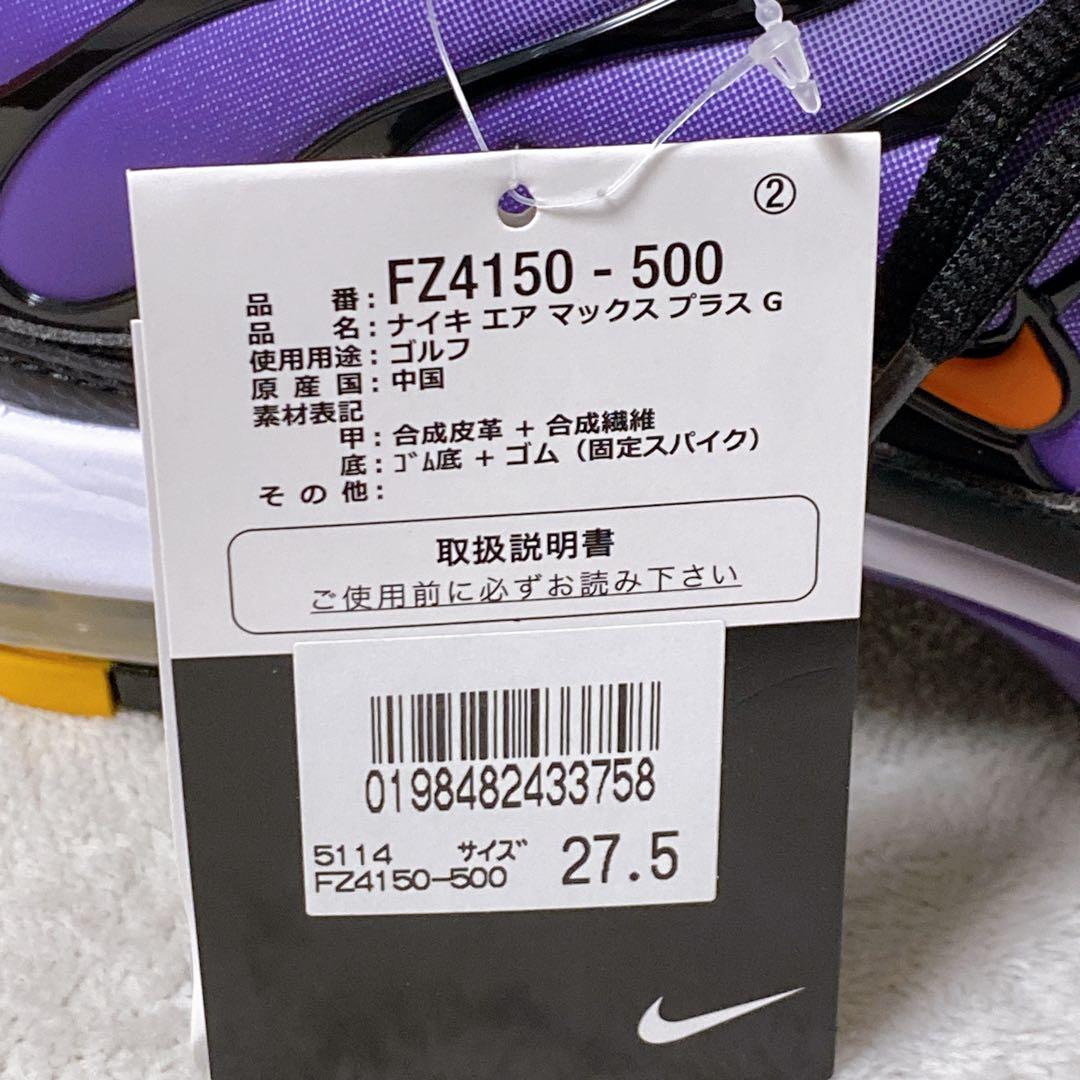 ②
品 番 : FZ4150 - 500
品 名 : ナイキ エア マックス プラス G
使用用途 : ゴルフ
原産国 : 中国
素材表記
甲 : 合成皮革 + 合成繊維
底 : ｺﾞﾑ底 + ゴム（固定スパイク）
その他 :
取扱説明書
ご使用前に必ずお読み下さい
0198482433758
5114 サイズ 27.5
FZ4150-500